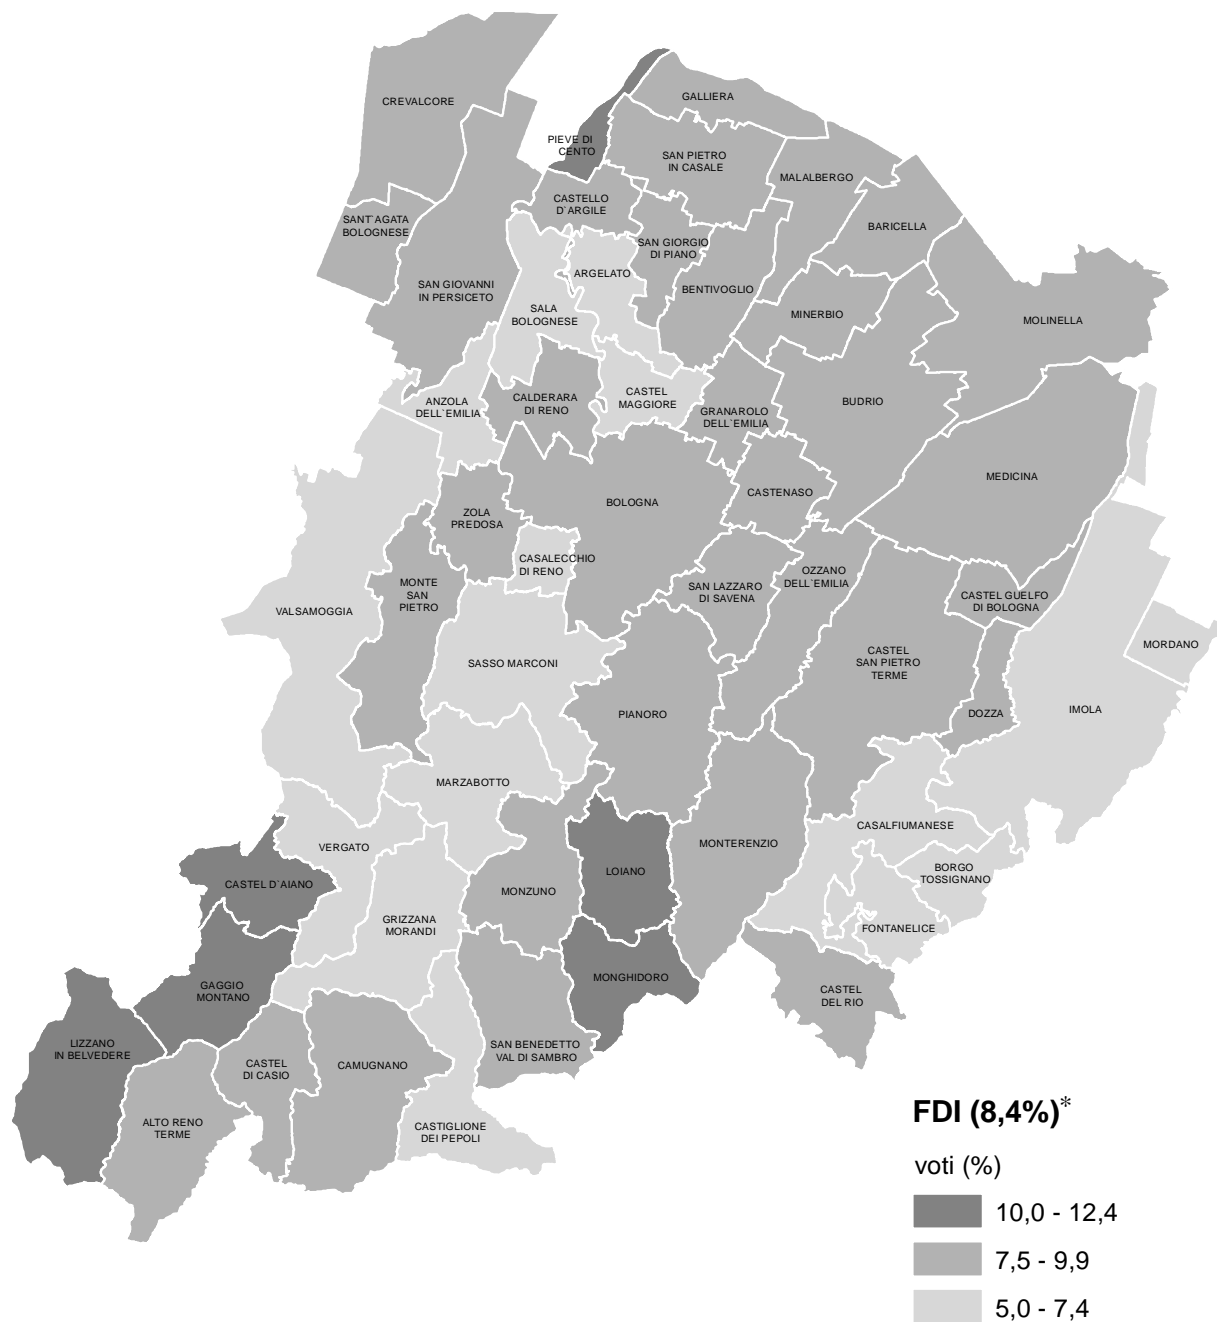 CREVALCORE
GALLIERA
PIEVE DI
CENTO
SAN PIETRO
IN CASALE
MALALBERGO
CASTELLO
D`ARGILE
SANT`AGATA
BOLOGNESE
BARICELLA
SAN GIORGIO
DI PIANO
ARGELATO
SAN GIOVANNI
IN PERSICETO
BENTIVOGLIO
SALA
BOLOGNESE
MINERBIO
MOLINELLA
ANZOLA
DELL`EMILIA
CALDERARA
DI RENO
CASTEL
MAGGIORE
GRANAROLO
DELL`EMILIA
BUDRIO
MEDICINA
CASTENASO
BOLOGNA
ZOLA
PREDOSA
CASALECCHIO
DI RENO
OZZANO
DELL`EMILIA
SAN LAZZARO
DI SAVENA
MONTE
SAN
PIETRO
CASTEL GUELFO
DI BOLOGNA
VALSAMOGGIA
MORDANO
SASSO MARCONI
CASTEL
SAN PIETRO
TERME
IMOLA
PIANORO
DOZZA
MARZABOTTO
CASALFIUMANESE
VERGATO
MONTERENZIO
LOIANO
BORGO
TOSSIGNANO
CASTEL D`AIANO
MONZUNO
GRIZZANA
MORANDI
FONTANELICE
MONGHIDORO
GAGGIO
MONTANO
CASTEL
DEL RIO
LIZZANO
IN BELVEDERE
SAN BENEDETTO
VAL DI SAMBRO
CASTEL
DI CASIO
CAMUGNANO
ALTO RENO
TERME
CASTIGLIONE
DEI PEPOLI
FDI (8,4%)*
voti (%)
10,0 - 12,4
7,5 - 9,9
5,0 - 7,4